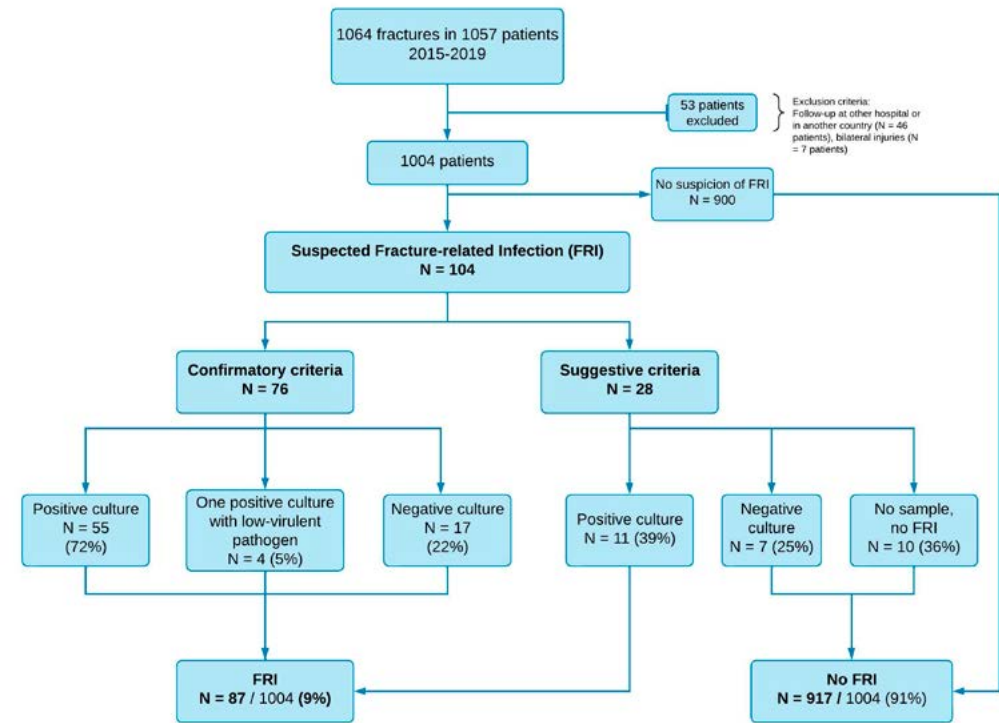 1064 fractures in 1057 patients
2015-2019
53 patients
excluded
Exclusion criteria:
Follow-up at other hospital or
in another country (N = 46
patients), bilateral injuries (N
= 7 patients)
1004 patients
No suspicion of FRI
N = 900
Suspected Fracture-related Infection (FRI)
N = 104
Confirmatory criteria
N = 76
Suggestive criteria
N = 28
Positive culture
N = 55
(72%)
One positive culture
with low-virulent
pathogen
N = 4 (5%)
Negative culture
N = 17
(22%)
Positive culture
N = 11 (39%)
Negative
culture
N = 7 (25%)
No sample,
no FRI
N = 10 (36%)
FRI
N = 87 / 1004 (9%)
No FRI
N = 917 / 1004 (91%)